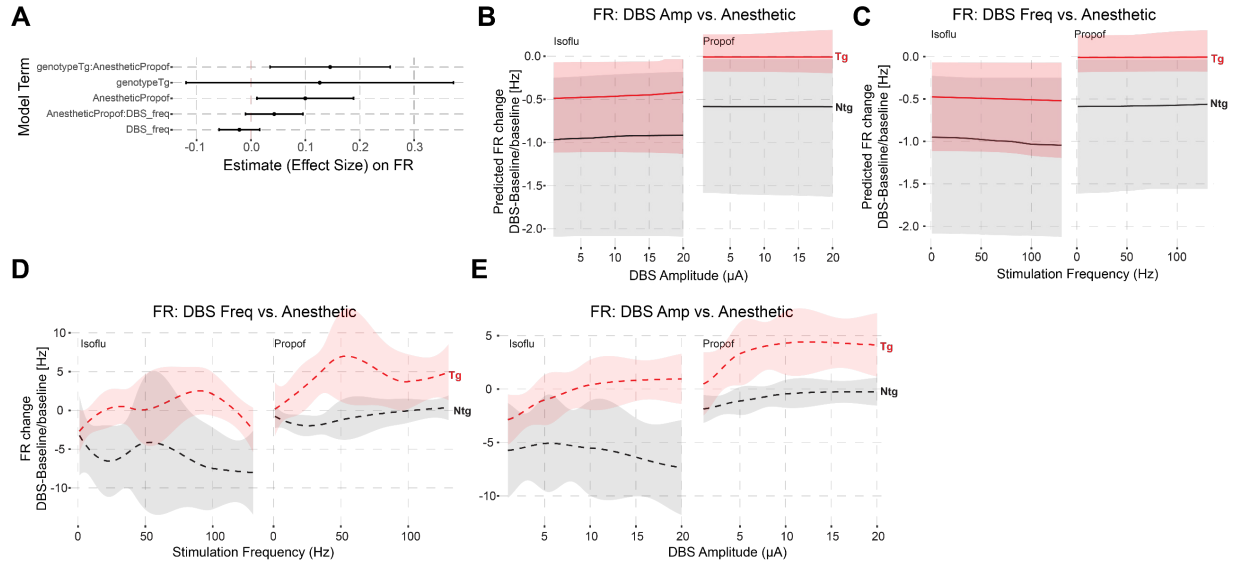 A
Model Term
genotypeTg:AnestheticPropof
genotypeTg
AnestheticPropof
AnestheticPropof:DBS_freq
DBS_freq
-0.1 0.0 0.1 0.2 0.3
Estimate (Effect Size) on FR
B
FR: DBS Amp vs. Anesthetic
Isoflu
Propof
Predicted FR change
DBS-Baseline/baseline [Hz]
0.0
-0.5
-1.0
-1.5
-2.0
Tg
Ntg
5 10 15 20 5 10 15 20
DBS Amplitude (µA)
C
FR: DBS Freq vs. Anesthetic
Isoflu
Propof
Predicted FR change
DBS-Baseline/baseline [Hz]
0.0
-0.5
-1.0
-1.5
-2.0
Tg
Ntg
0 50 100 0 50 100
Stimulation Frequency (Hz)
D
FR: DBS Freq vs. Anesthetic
Isoflu
Propof
FR change
DBS-Baseline/baseline [Hz]
10
5
0
-5
-10
Tg
Ntg
0 50 100 0 50 100
Stimulation Frequency (Hz)
E
FR: DBS Amp vs. Anesthetic
Isoflu
Propof
5
0
-5
-10
Tg
Ntg
5 10 15 20 5 10 15 20
DBS Amplitude (µA)